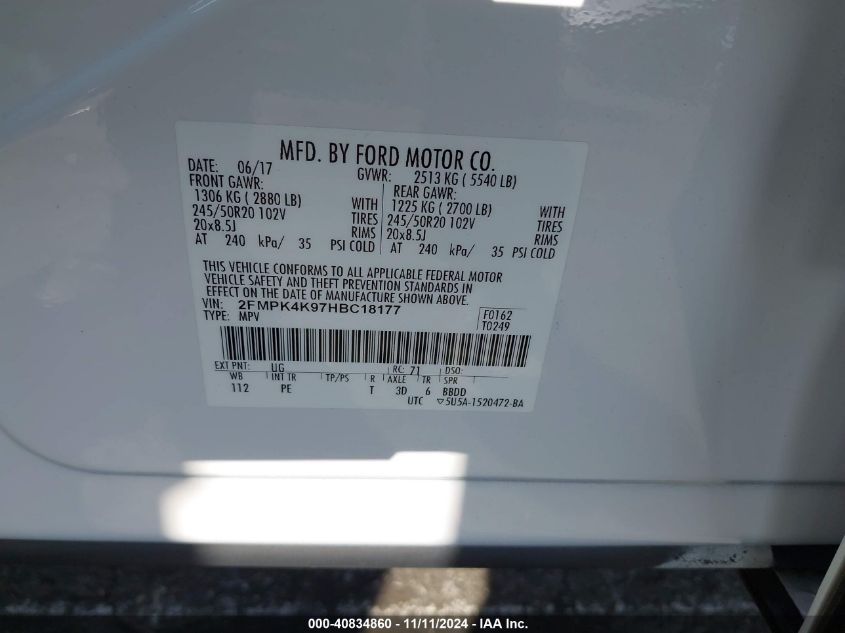 MFD. BY FORD MOTOR CO.
DATE: 06/17 GVWR: 2513 KG ( 5540 LB)
FRONT GAWR: REAR GAWR:
1306 KG ( 2880 LB) WITH 1225 KG ( 2700 LB) WITH
245/50R20 102V TIRES 245/50R20 102V TIRES
20x8.5J RIMS 20x8.5J RIMS
AT 240 kPa/ 35 PSI COLD AT 240 kPa/ 35 PSI COLD
THIS VEHICLE CONFORMS TO ALL APPLICABLE FEDERAL MOTOR
VEHICLE SAFETY AND THEFT PREVENTION STANDARDS IN
EFFECT ON THE DATE OF MANUFACTURE SHOWN ABOVE.
VIN: 2FMPK4K97HBC18177 F0162
TYPE: MPV T0249
EXT PNT: UG RC: 71 DSO:
WB INT TR TP/PS R AXLE TR SPR
112 PE T 3D 6 BBDD
UTC ▽5U5A-1520472-BA
000-40834860 - 11/11/2024 - IAA Inc.